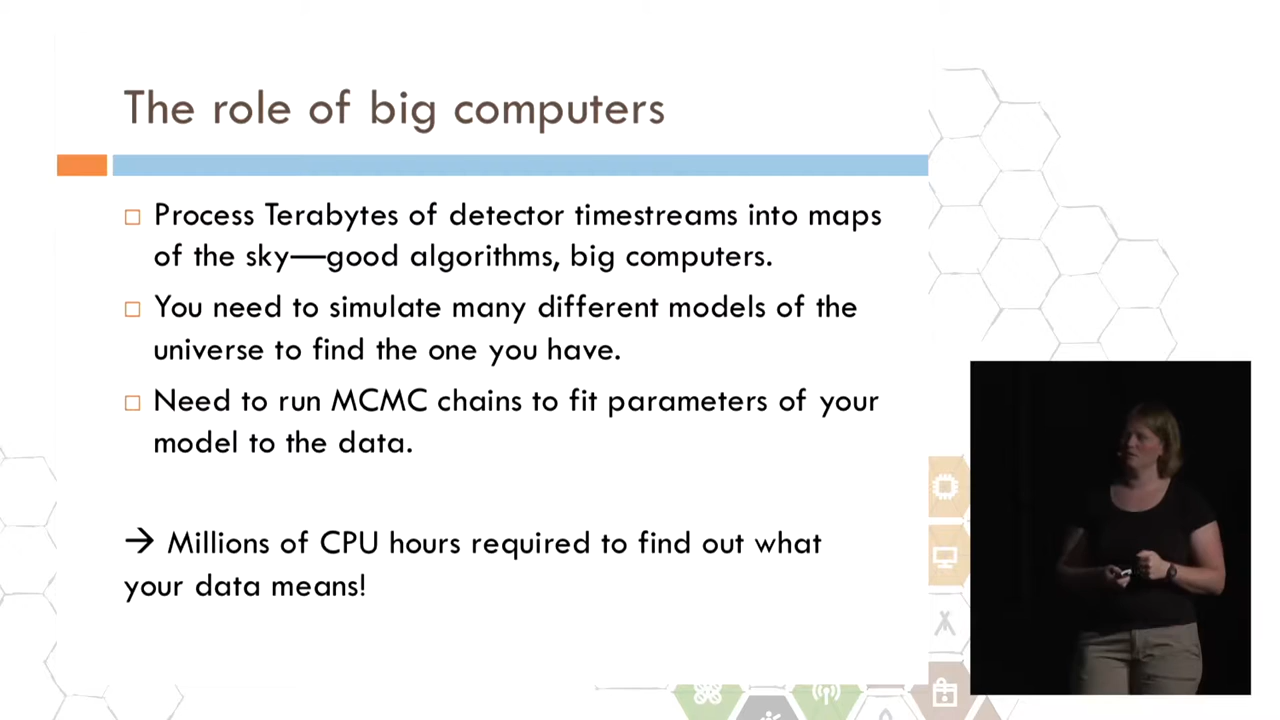 The role of big computers
Process Terabytes of detector timestreams into maps
of the sky—good algorithms, big computers.
You need to simulate many different models of the
universe to find the one you have.
Need to run MCMC chains to fit parameters of your
model to the data.
→ Millions of CPU hours required to find out what
your data means!